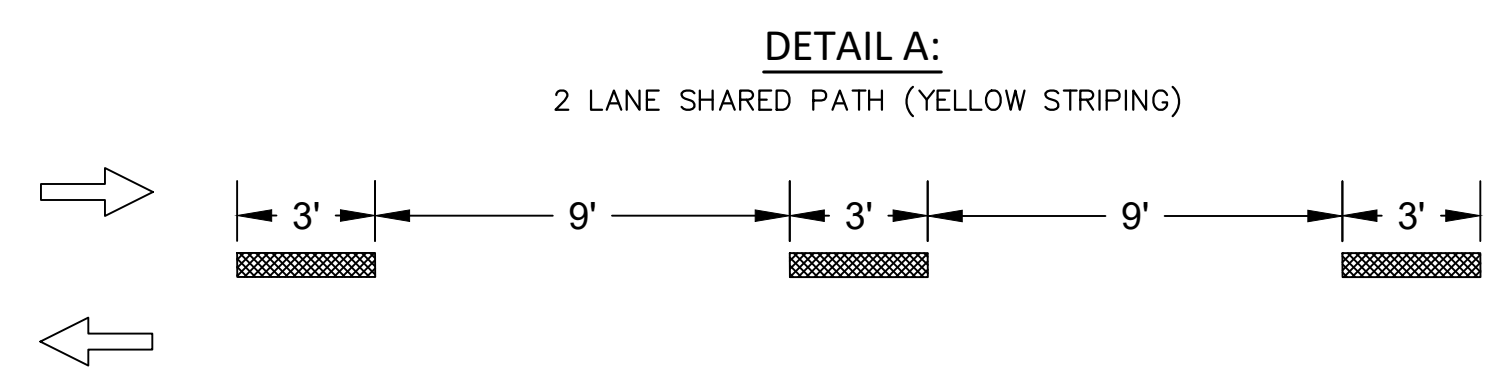 DETAIL A:
2 LANE SHARED PATH (YELLOW STRIPING)
3' 9' 3' 9' 3'